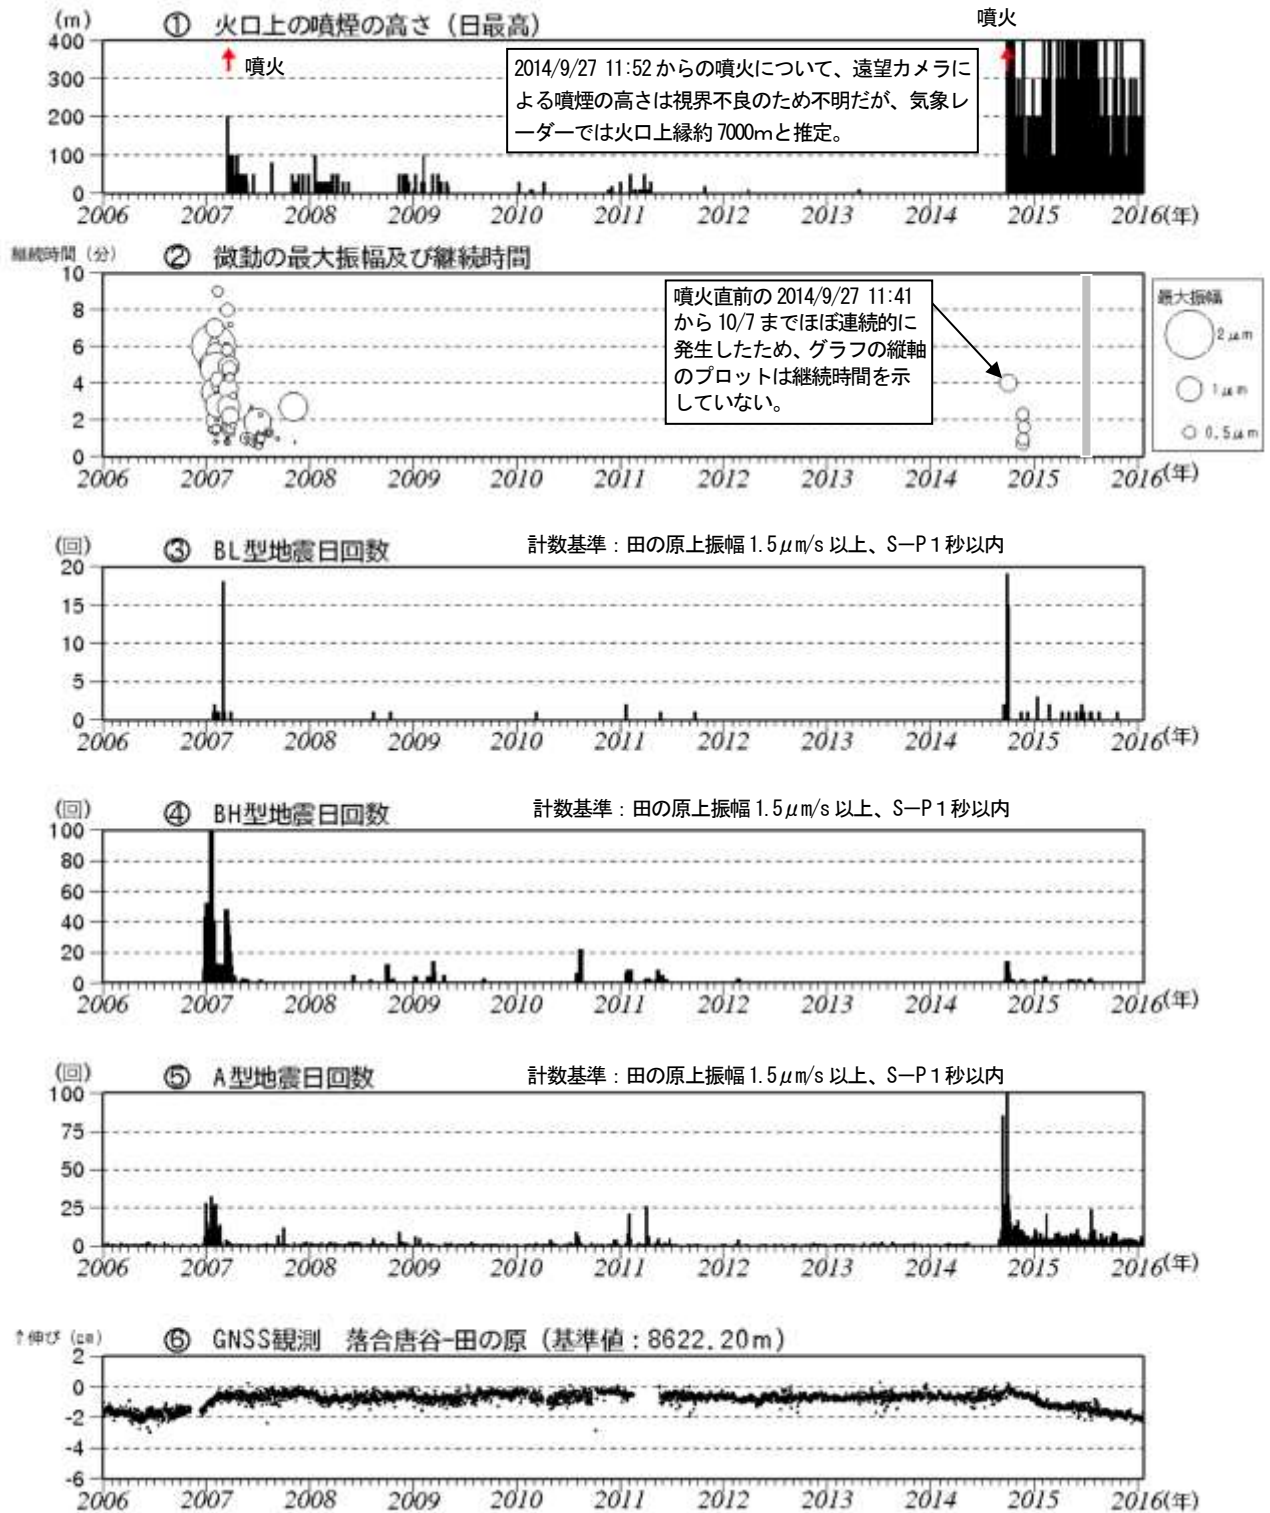 (m) ① 火口上の噴煙の高さ（日最高） 噴火
400
300
200
100
0
噴火
2014/9/27 11:52 からの噴火について、遠望カメラに
よる噴煙の高さは視界不良のため不明だが、気象レ
ーダーでは火口上縁約 7000mと推定。
2006 2007 2008 2009 2010 2011 2012 2013 2014 2015 2016(年)
継続時間（分） ② 微動の最大振幅及び継続時間
10
8
6
4
2
0
噴火直前の 2014/9/27 11:41
から 10/7 までほぼ連続的に
発生したため、グラフの縦軸
のプロットは継続時間を示
していない。
最大振幅
2μm
1μm
0.5μm
2006 2007 2008 2009 2010 2011 2012 2013 2014 2015 2016(年)
(回) ③ BL型地震日回数 計数基準：田の原上振幅 1.5μm/s 以上、S－P１秒以内
20
15
10
5
0
2006 2007 2008 2009 2010 2011 2012 2013 2014 2015 2016(年)
(回) ④ BH型地震日回数 計数基準：田の原上振幅 1.5μm/s 以上、S－P１秒以内
100
80
60
40
20
0
2006 2007 2008 2009 2010 2011 2012 2013 2014 2015 2016(年)
(回) ⑤ A型地震日回数 計数基準：田の原上振幅 1.5μm/s 以上、S－P１秒以内
100
75
50
25
0
2006 2007 2008 2009 2010 2011 2012 2013 2014 2015 2016(年)
↑伸び (cm) ⑥ GNSS観測 落合唐谷-田の原（基準値：8622.20m）
2
0
-2
-4
-6
2006 2007 2008 2009 2010 2011 2012 2013 2014 2015 2016(年)